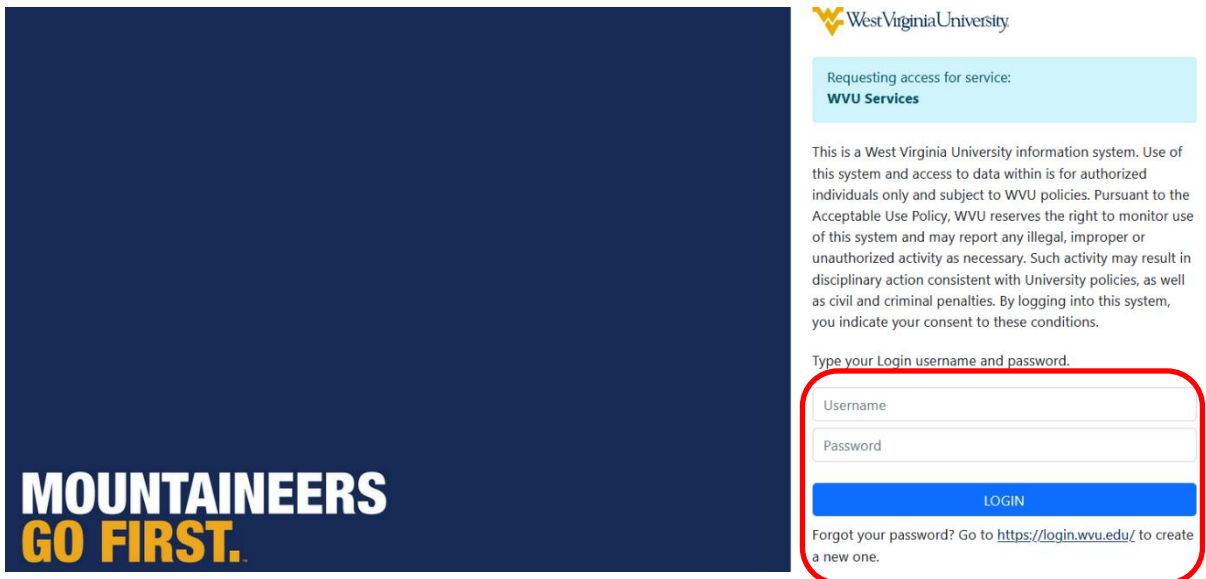 MOUNTAINEERS
GO FIRST.
West Virginia University.
Requesting access for service:
WVU Services
This is a West Virginia University information system. Use of
this system and access to data within is for authorized
individuals only and subject to WVU policies. Pursuant to the
Acceptable Use Policy, WVU reserves the right to monitor use
of this system and may report any illegal, improper or
unauthorized activity as necessary. Such activity may result in
disciplinary action consistent with University policies, as well
as civil and criminal penalties. By logging into this system,
you indicate your consent to these conditions.
Type your Login username and password.
Username
Password
LOGIN
Forgot your password? Go to https://login.wvu.edu/ to create
a new one.